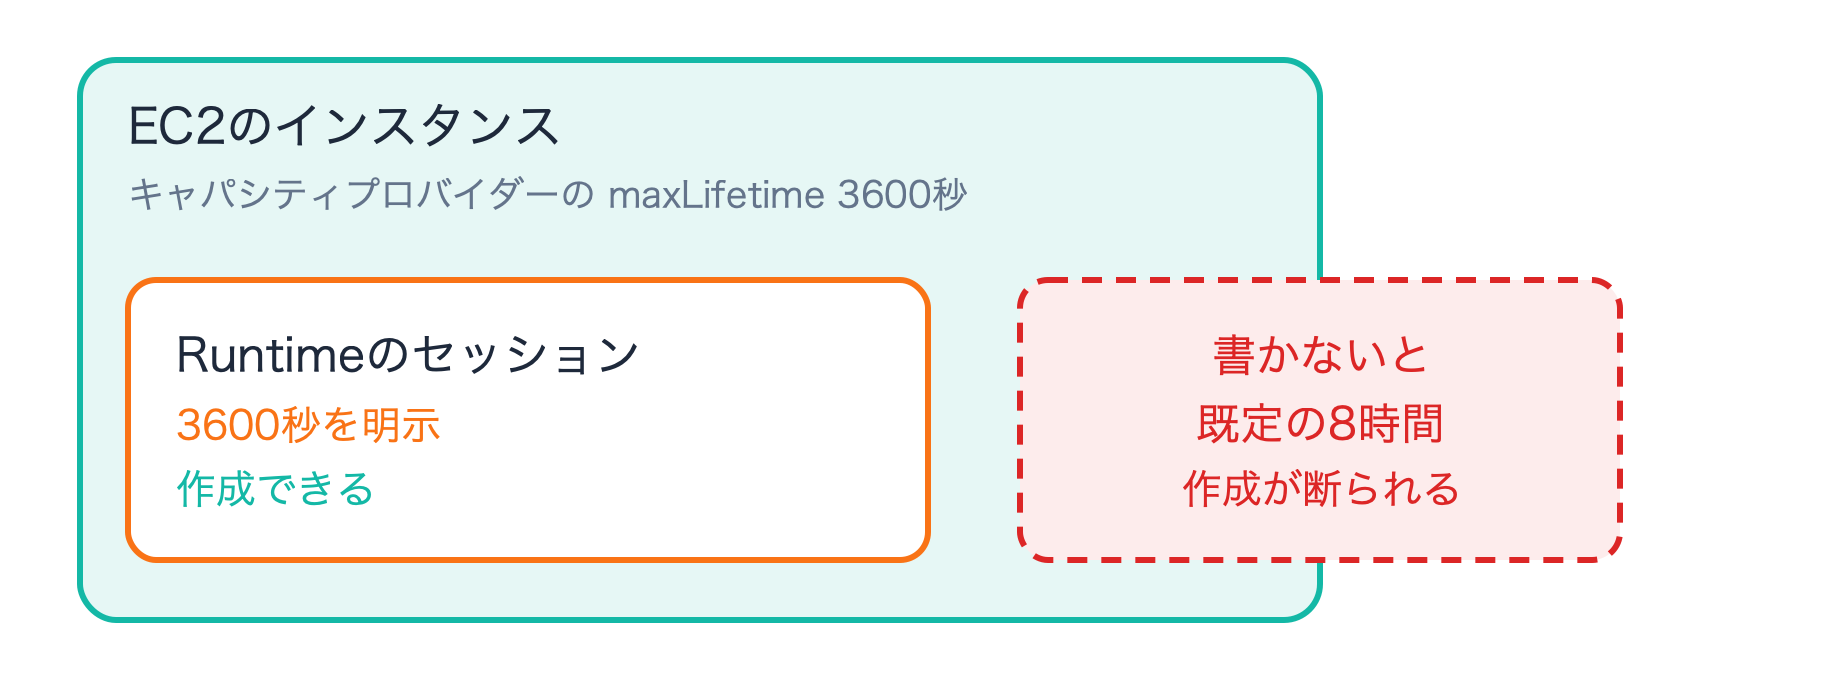 EC2のインスタンス
キャパシティプロバイダーの maxLifetime 3600秒
Runtimeのセッション
3600秒を明示
作成できる
書かないと
既定の8時間
作成が断られる